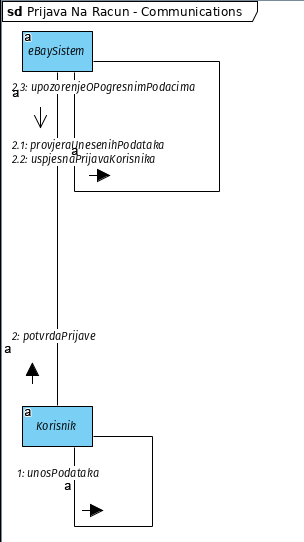 sd Prijava Na Racun - Communications
a
eBaySistem
2.3: upozorenjeOPogresnimPodacima
a
2.1: provjeraUnesenihPodataka
a
2.2: uspjesnaPrijavaKorisnika
2: potvrdaPrijave
a
a
Korisnik
1: unosPodataka
a